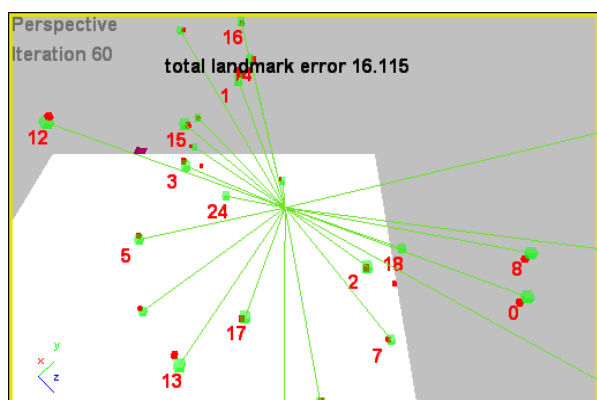 Perspective
Iteration 60
16
total landmark error 16.115
14
1
12
15
3
24
5
18
8
2
0
17
7
13
x
y
z